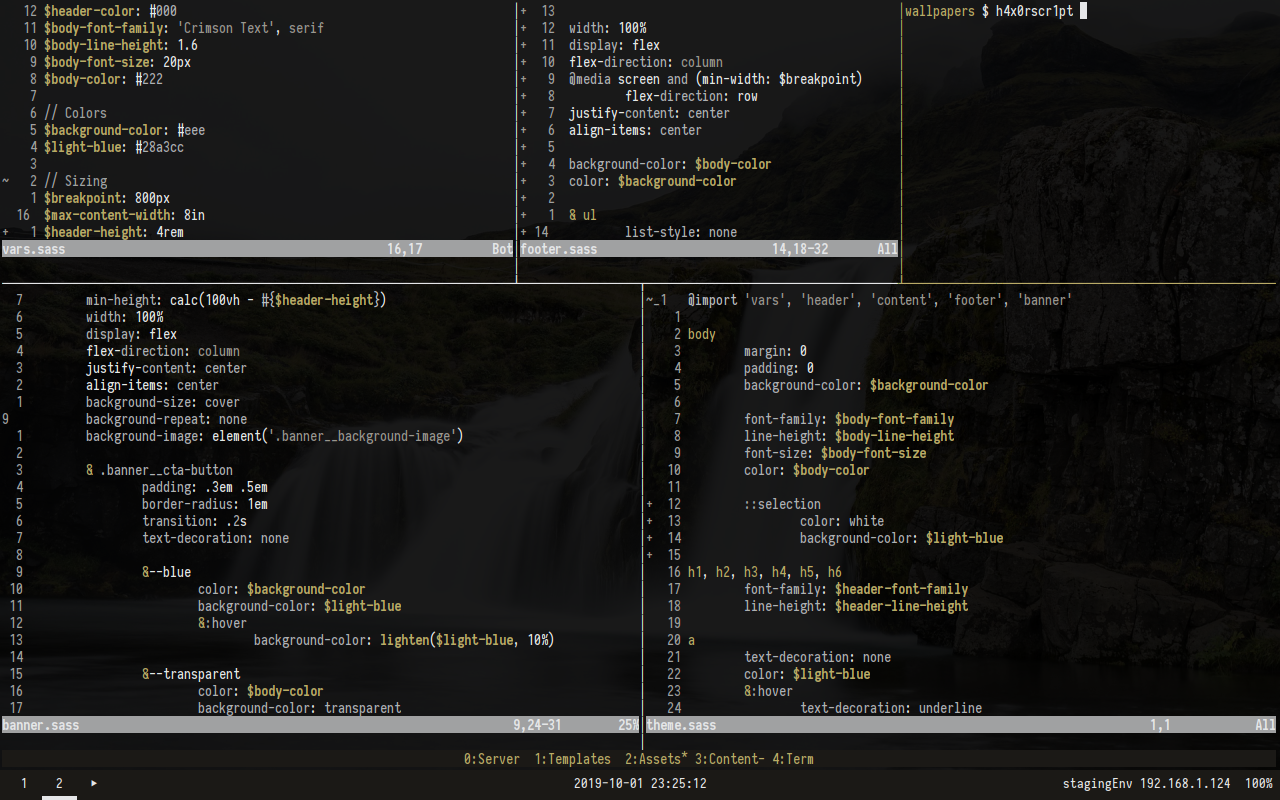 12 $header-color: #000
11 $body-font-family: 'Crimson Text', serif
10 $body-line-height: 1.6
9 $body-font-size: 20px
8 $body-color: #222
7
6 // Colors
5 $background-color: #eee
4 $light-blue: #28a3cc
3
~ 2 // Sizing
1 $breakpoint: 800px
16 $max-content-width: 8in
+ 1 $header-height: 4rem
vars.sass 16,17 Bot
+ 13
+ 12 width: 100%
+ 11 display: flex
+ 10 flex-direction: column
+ 9 @media screen and (min-width: $breakpoint)
+ 8 flex-direction: row
+ 7 justify-content: center
+ 6 align-items: center
+ 5
+ 4 background-color: $body-color
+ 3 color: $background-color
+ 2
+ 1 & ul
+ 14 list-style: none
footer.sass 14,18-32 All
wallpapers $ h4x0rscr1pt
7 min-height: calc(100vh - #{$header-height})
6 width: 100%
5 display: flex
4 flex-direction: column
3 justify-content: center
2 align-items: center
1 background-size: cover
9 background-repeat: none
1 background-image: element('.banner__background-image')
2
3 & .banner__cta-button
4 padding: .3em .5em
5 border-radius: 1em
6 transition: .2s
7 text-decoration: none
8
9 &--blue
10 color: $background-color
11 background-color: $light-blue
12 &:hover
13 background-color: lighten($light-blue, 10%)
14
15 &--transparent
16 color: $body-color
17 background-color: transparent
banner.sass 9,24-31 25%
~_1 @import 'vars', 'header', 'content', 'footer', 'banner'
1
2 body
3 margin: 0
4 padding: 0
5 background-color: $background-color
6
7 font-family: $body-font-family
8 line-height: $body-line-height
9 font-size: $body-font-size
10 color: $body-color
11
+ 12 ::selection
+ 13 color: white
+ 14 background-color: $light-blue
+ 15
16 h1, h2, h3, h4, h5, h6
17 font-family: $header-font-family
18 line-height: $header-line-height
19
20 a
21 text-decoration: none
22 color: $light-blue
23 &:hover
24 text-decoration: underline
theme.sass 1,1 All
0:Server 1:Templates 2:Assets* 3:Content- 4:Term
1 2 ▸ 2019-10-01 23:25:12 stagingEnv 192.168.1.124 100%